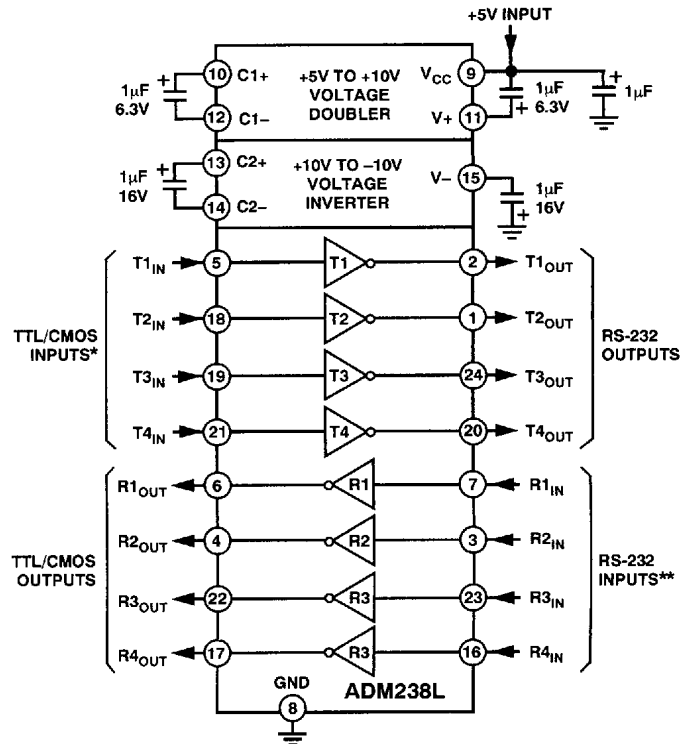 +5V INPUT
1µF
6.3V
+
10
C1+
12
C1–
+5V TO +10V
VOLTAGE
DOUBLER
VCC
9
V+
11
+
1µF
6.3V
+
1µF
1µF
16V
+
13
C2+
14
C2–
+10V TO –10V
VOLTAGE
INVERTER
V–
15
+
1µF
16V
TTL/CMOS
INPUTS*
T1IN 5 T1 2 T1OUT
T2IN 18 T2 1 T2OUT
T3IN 19 T3 24 T3OUT
T4IN 21 T4 20 T4OUT
RS-232
OUTPUTS
TTL/CMOS
OUTPUTS
R1OUT 6 R1 7 R1IN
R2OUT 4 R2 3 R2IN
R3OUT 22 R3 23 R3IN
R4OUT 17 R3 16 R4IN
RS-232
INPUTS**
GND
8
ADM238L